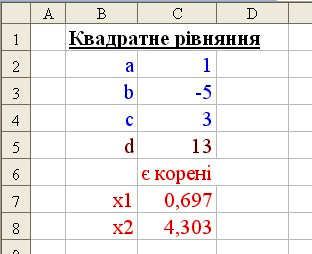 A B C D
1 Квадратне рівняння
2 a 1
3 b -5
4 c 3
5 d 13
6 є корені
7 x1 0,697
8 x2 4,303